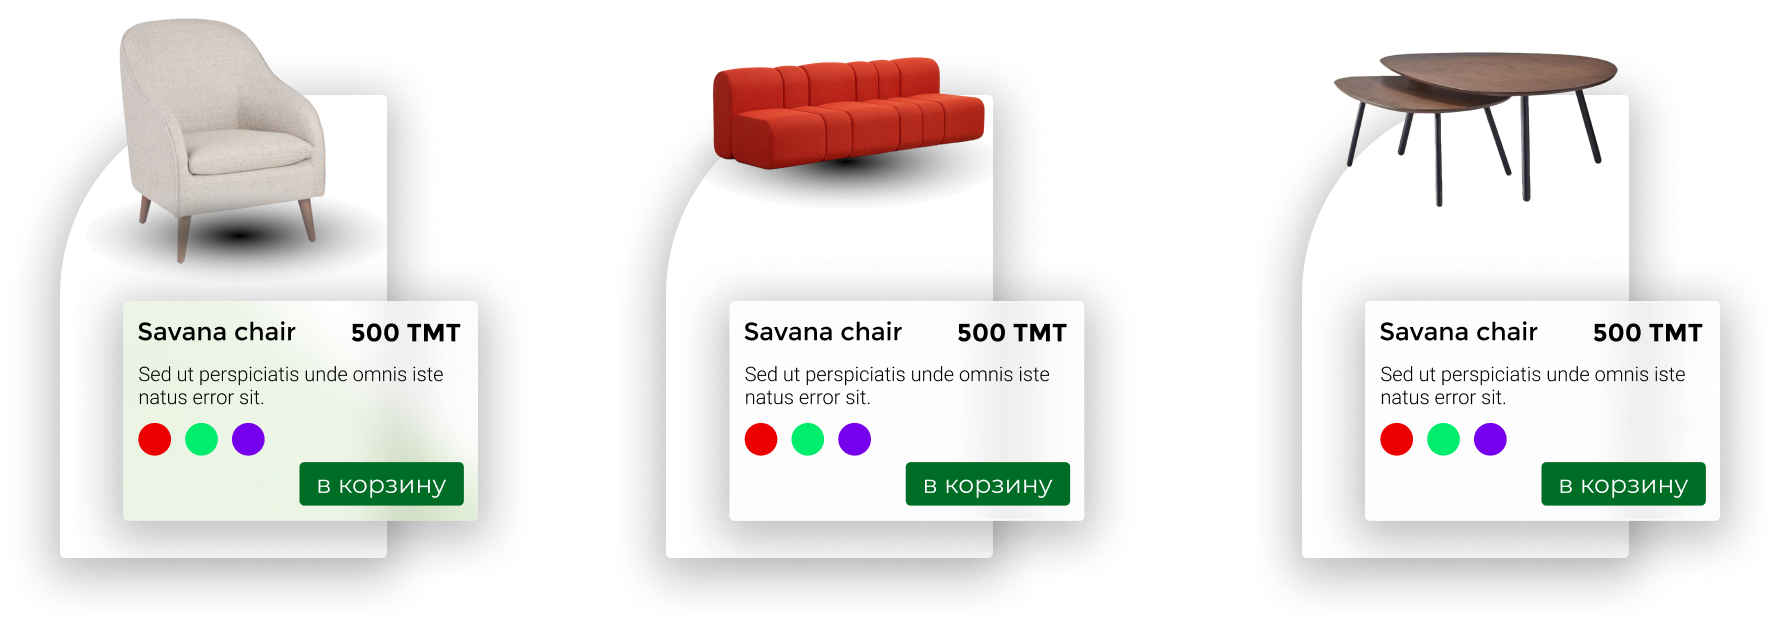 Savana chair 500 TMT
Sed ut perspiciatis unde omnis iste
natus error sit.
в корзину
Savana chair 500 TMT
Sed ut perspiciatis unde omnis iste
natus error sit.
в корзину
Savana chair 500 TMT
Sed ut perspiciatis unde omnis iste
natus error sit.
в корзину